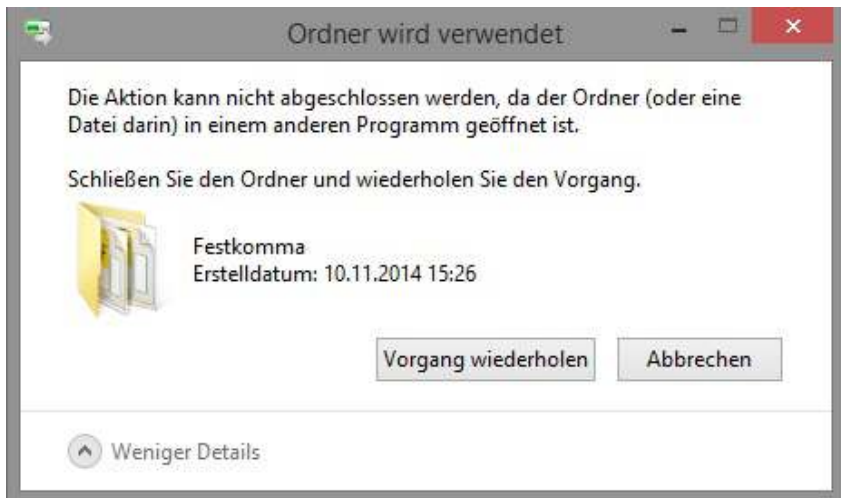 Ordner wird verwendet
Die Aktion kann nicht abgeschlossen werden, da der Ordner (oder eine
Datei darin) in einem anderen Programm geöffnet ist.
Schließen Sie den Ordner und wiederholen Sie den Vorgang.
Festkomma
Erstelldatum: 10.11.2014 15:26
Vorgang wiederholen
Abbrechen
Weniger Details